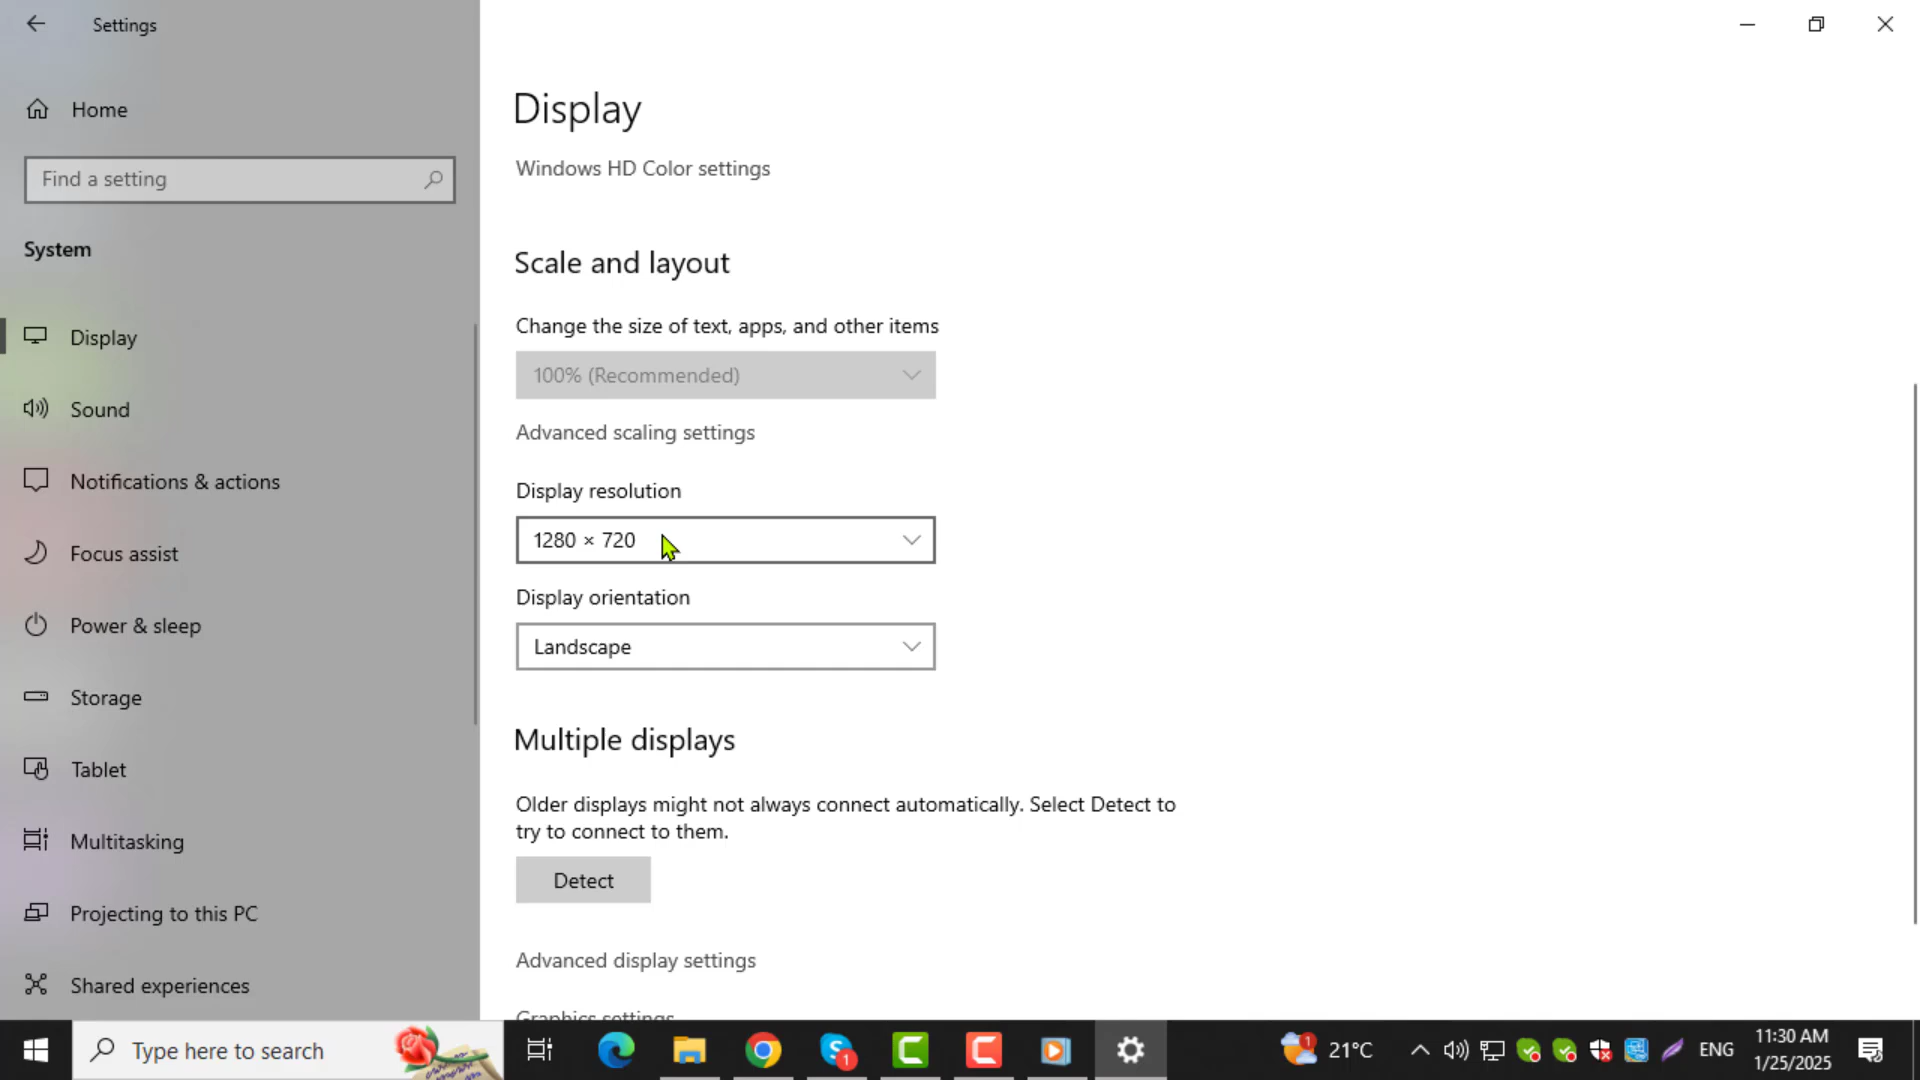 Settings
Home
Find a setting
System
Display
Sound
Notifications & actions
Focus assist
Power & sleep
Storage
Tablet
Multitasking
Projecting to this PC
Shared experiences
Display
Windows HD Color settings
Scale and layout
Change the size of text, apps, and other items
100% (Recommended)
Advanced scaling settings
Display resolution
1280 × 720
Display orientation
Landscape
Multiple displays
Older displays might not always connect automatically. Select Detect to
try to connect to them.
Detect
Advanced display settings
Graphics settings
Type here to search
1
1
21°C
ENG
11:30 AM
1/25/2025